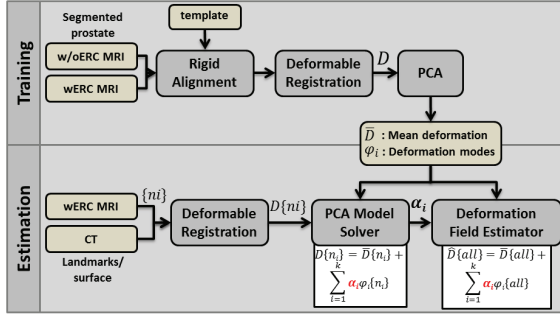 Training
Segmented
prostate
w/oERC MRI
wERC MRI
template
Rigid
Alignment
Deformable
Registration
D
PCA
D̅ : Mean deformation
φᵢ : Deformation modes
Estimation
wERC MRI
CT
Landmarks/
surface
{ni}
Deformable
Registration
D{ni}
PCA Model
Solver
αᵢ
Deformation
Field Estimator
D{nᵢ} = D̅{nᵢ} +
k
∑ αᵢφᵢ{nᵢ}
i=1
D̂{all} = D̅{all} +
k
∑ αᵢφᵢ{all}
i=1